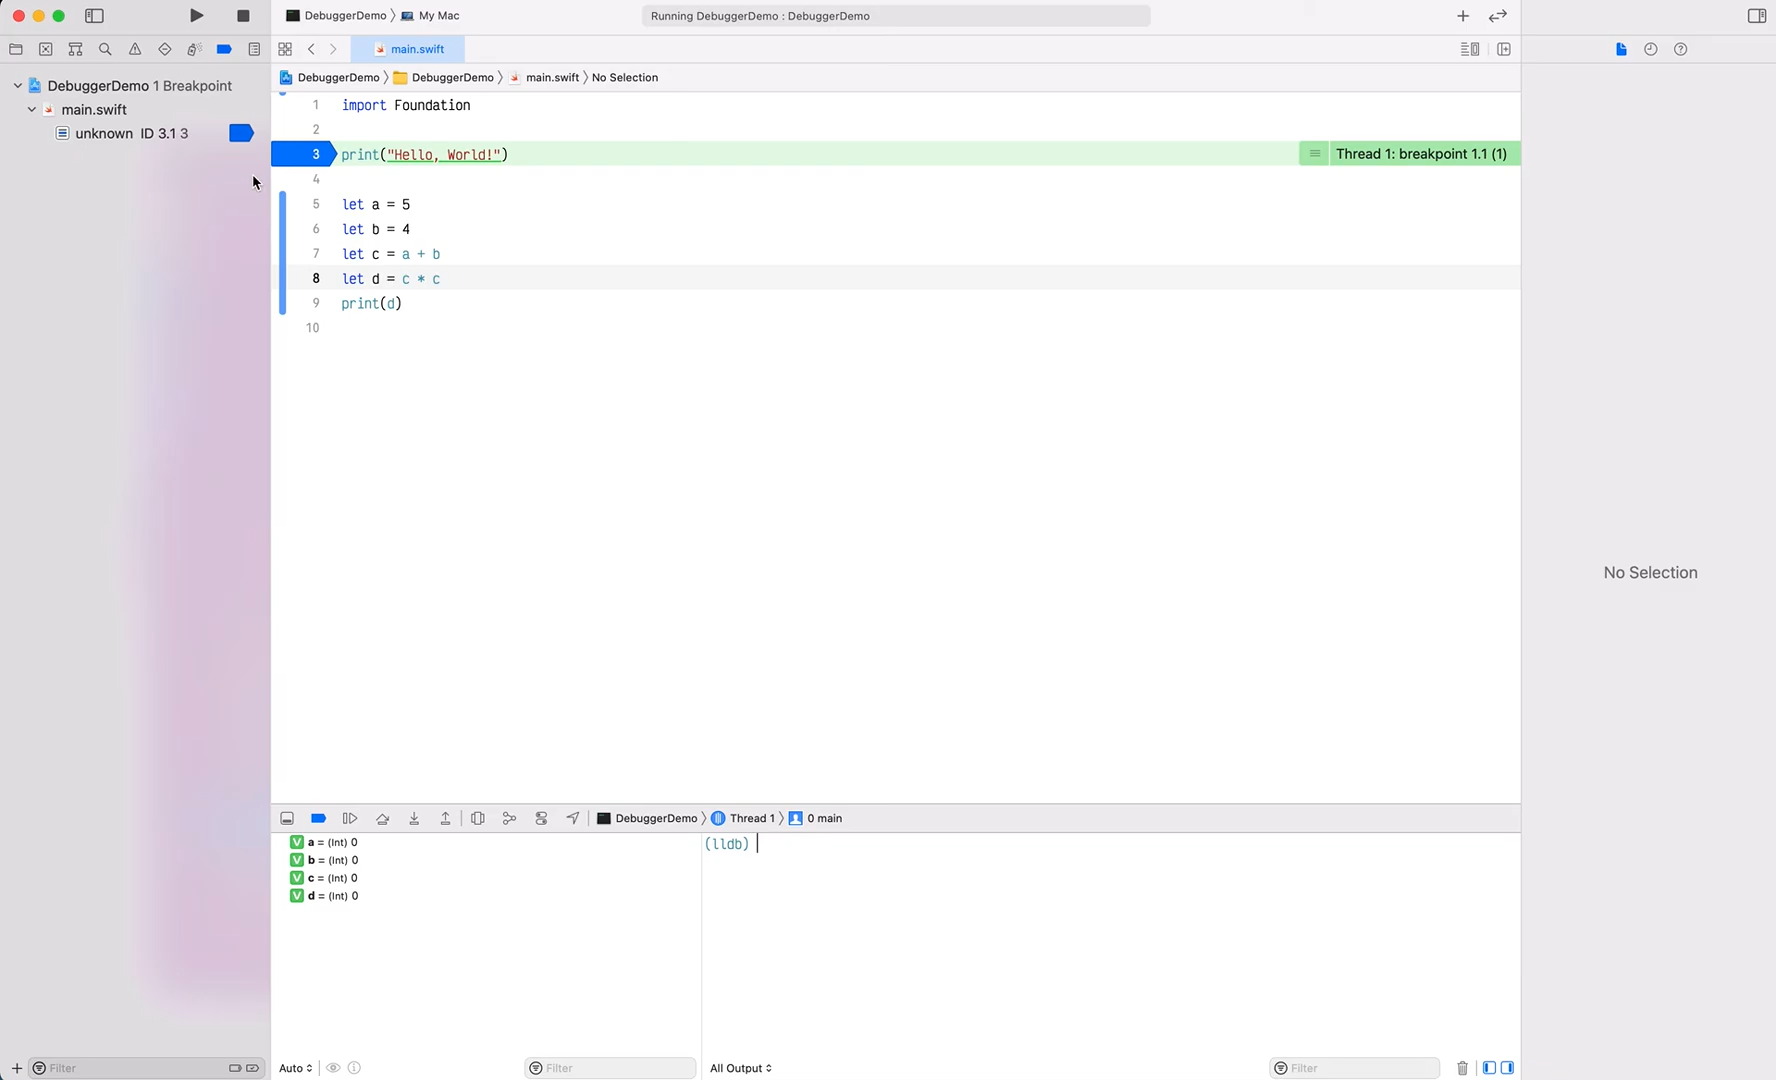 DebuggerDemo 〉 My Mac
Running DebuggerDemo : DebuggerDemo
main.swift
DebuggerDemo 1 Breakpoint
main.swift
unknown ID 3.1 3
DebuggerDemo 〉 DebuggerDemo 〉 main.swift 〉 No Selection
1 import Foundation
2
3 print("Hello, World!")
Thread 1: breakpoint 1.1 (1)
4
5 let a = 5
6 let b = 4
7 let c = a + b
8 let d = c * c
9 print(d)
10
No Selection
DebuggerDemo 〉 Thread 1 〉 0 main
V a = (Int) 0
V b = (Int) 0
V c = (Int) 0
V d = (Int) 0
(lldb)
Filter
Auto
Filter
All Output
Filter